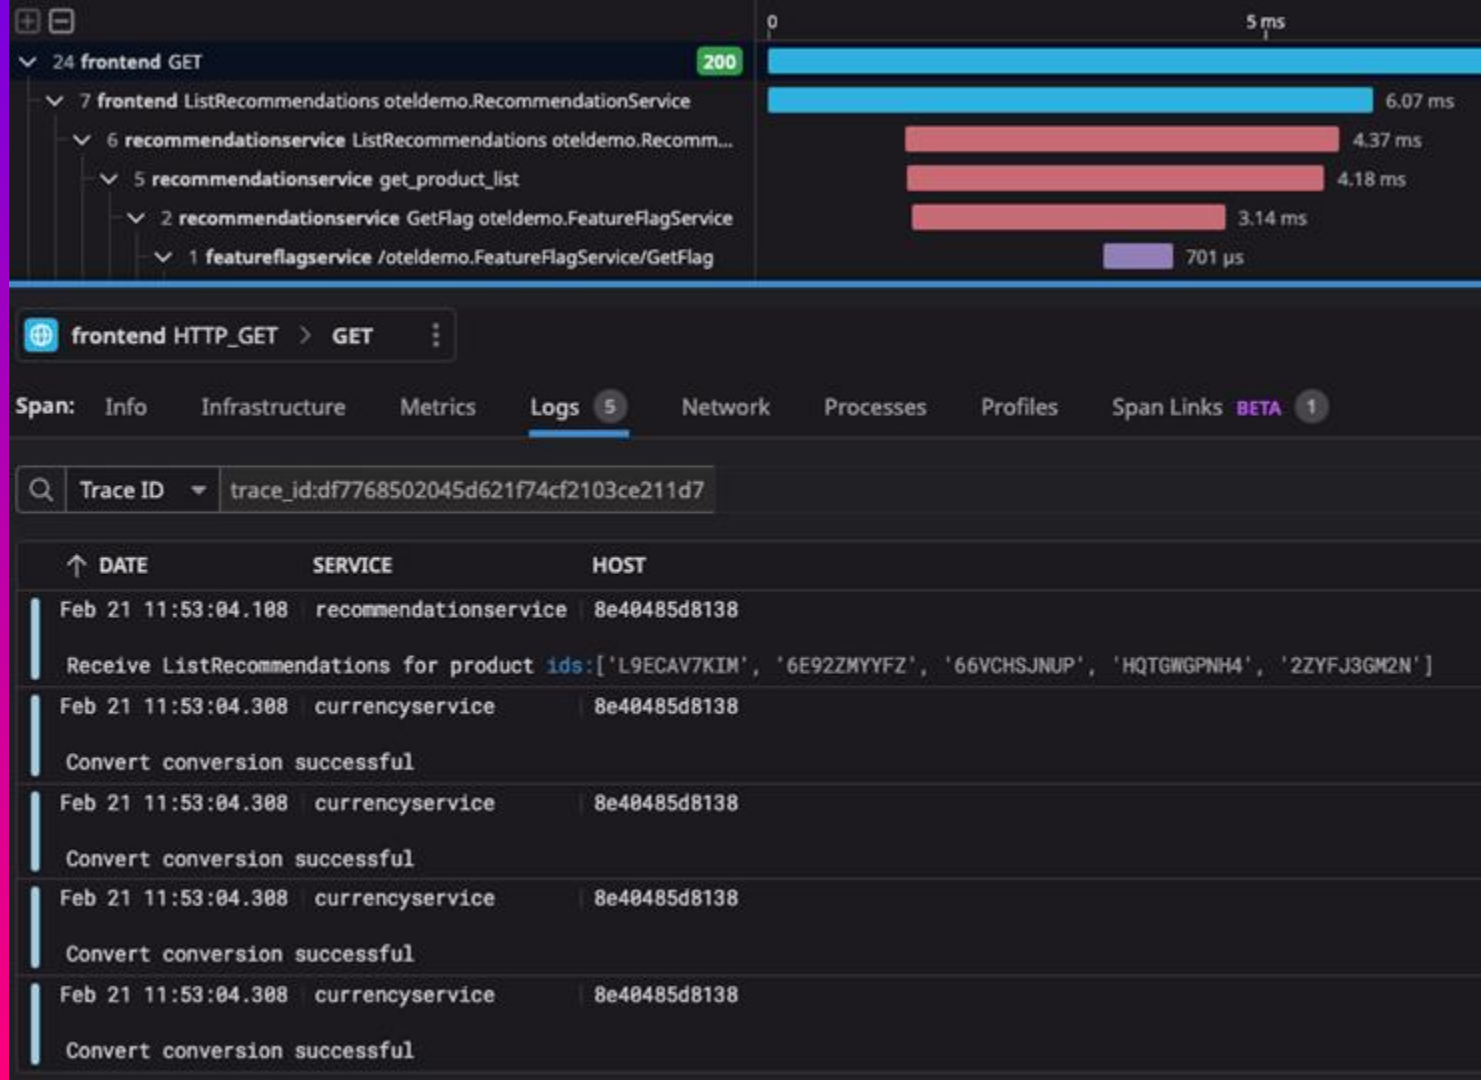 0 5 ms
24 frontend GET 200
7 frontend ListRecommendations oteldemo.RecommendationService 6.07 ms
6 recommendationservice ListRecommendations oteldemo.Recomm... 4.37 ms
5 recommendationservice get_product_list 4.18 ms
2 recommendationservice GetFlag oteldemo.FeatureFlagService 3.14 ms
1 featureflagservice /oteldemo.FeatureFlagService/GetFlag 701 µs
frontend HTTP_GET > GET
Span: Info Infrastructure Metrics Logs 5 Network Processes Profiles Span Links BETA 1
Trace ID trace_id:df7768502045d621f74cf2103ce211d7
DATE SERVICE HOST
Feb 21 11:53:04.108 recommendationservice 8e40485d8138
Receive ListRecommendations for product ids:['L9ECAV7KIM', '6E92ZMYYFZ', '66VCHSJNUP', 'HQTGWGPNH4', '2ZYFJ3GM2N']
Feb 21 11:53:04.308 currencyservice 8e40485d8138
Convert conversion successful
Feb 21 11:53:04.308 currencyservice 8e40485d8138
Convert conversion successful
Feb 21 11:53:04.308 currencyservice 8e40485d8138
Convert conversion successful
Feb 21 11:53:04.308 currencyservice 8e40485d8138
Convert conversion successful